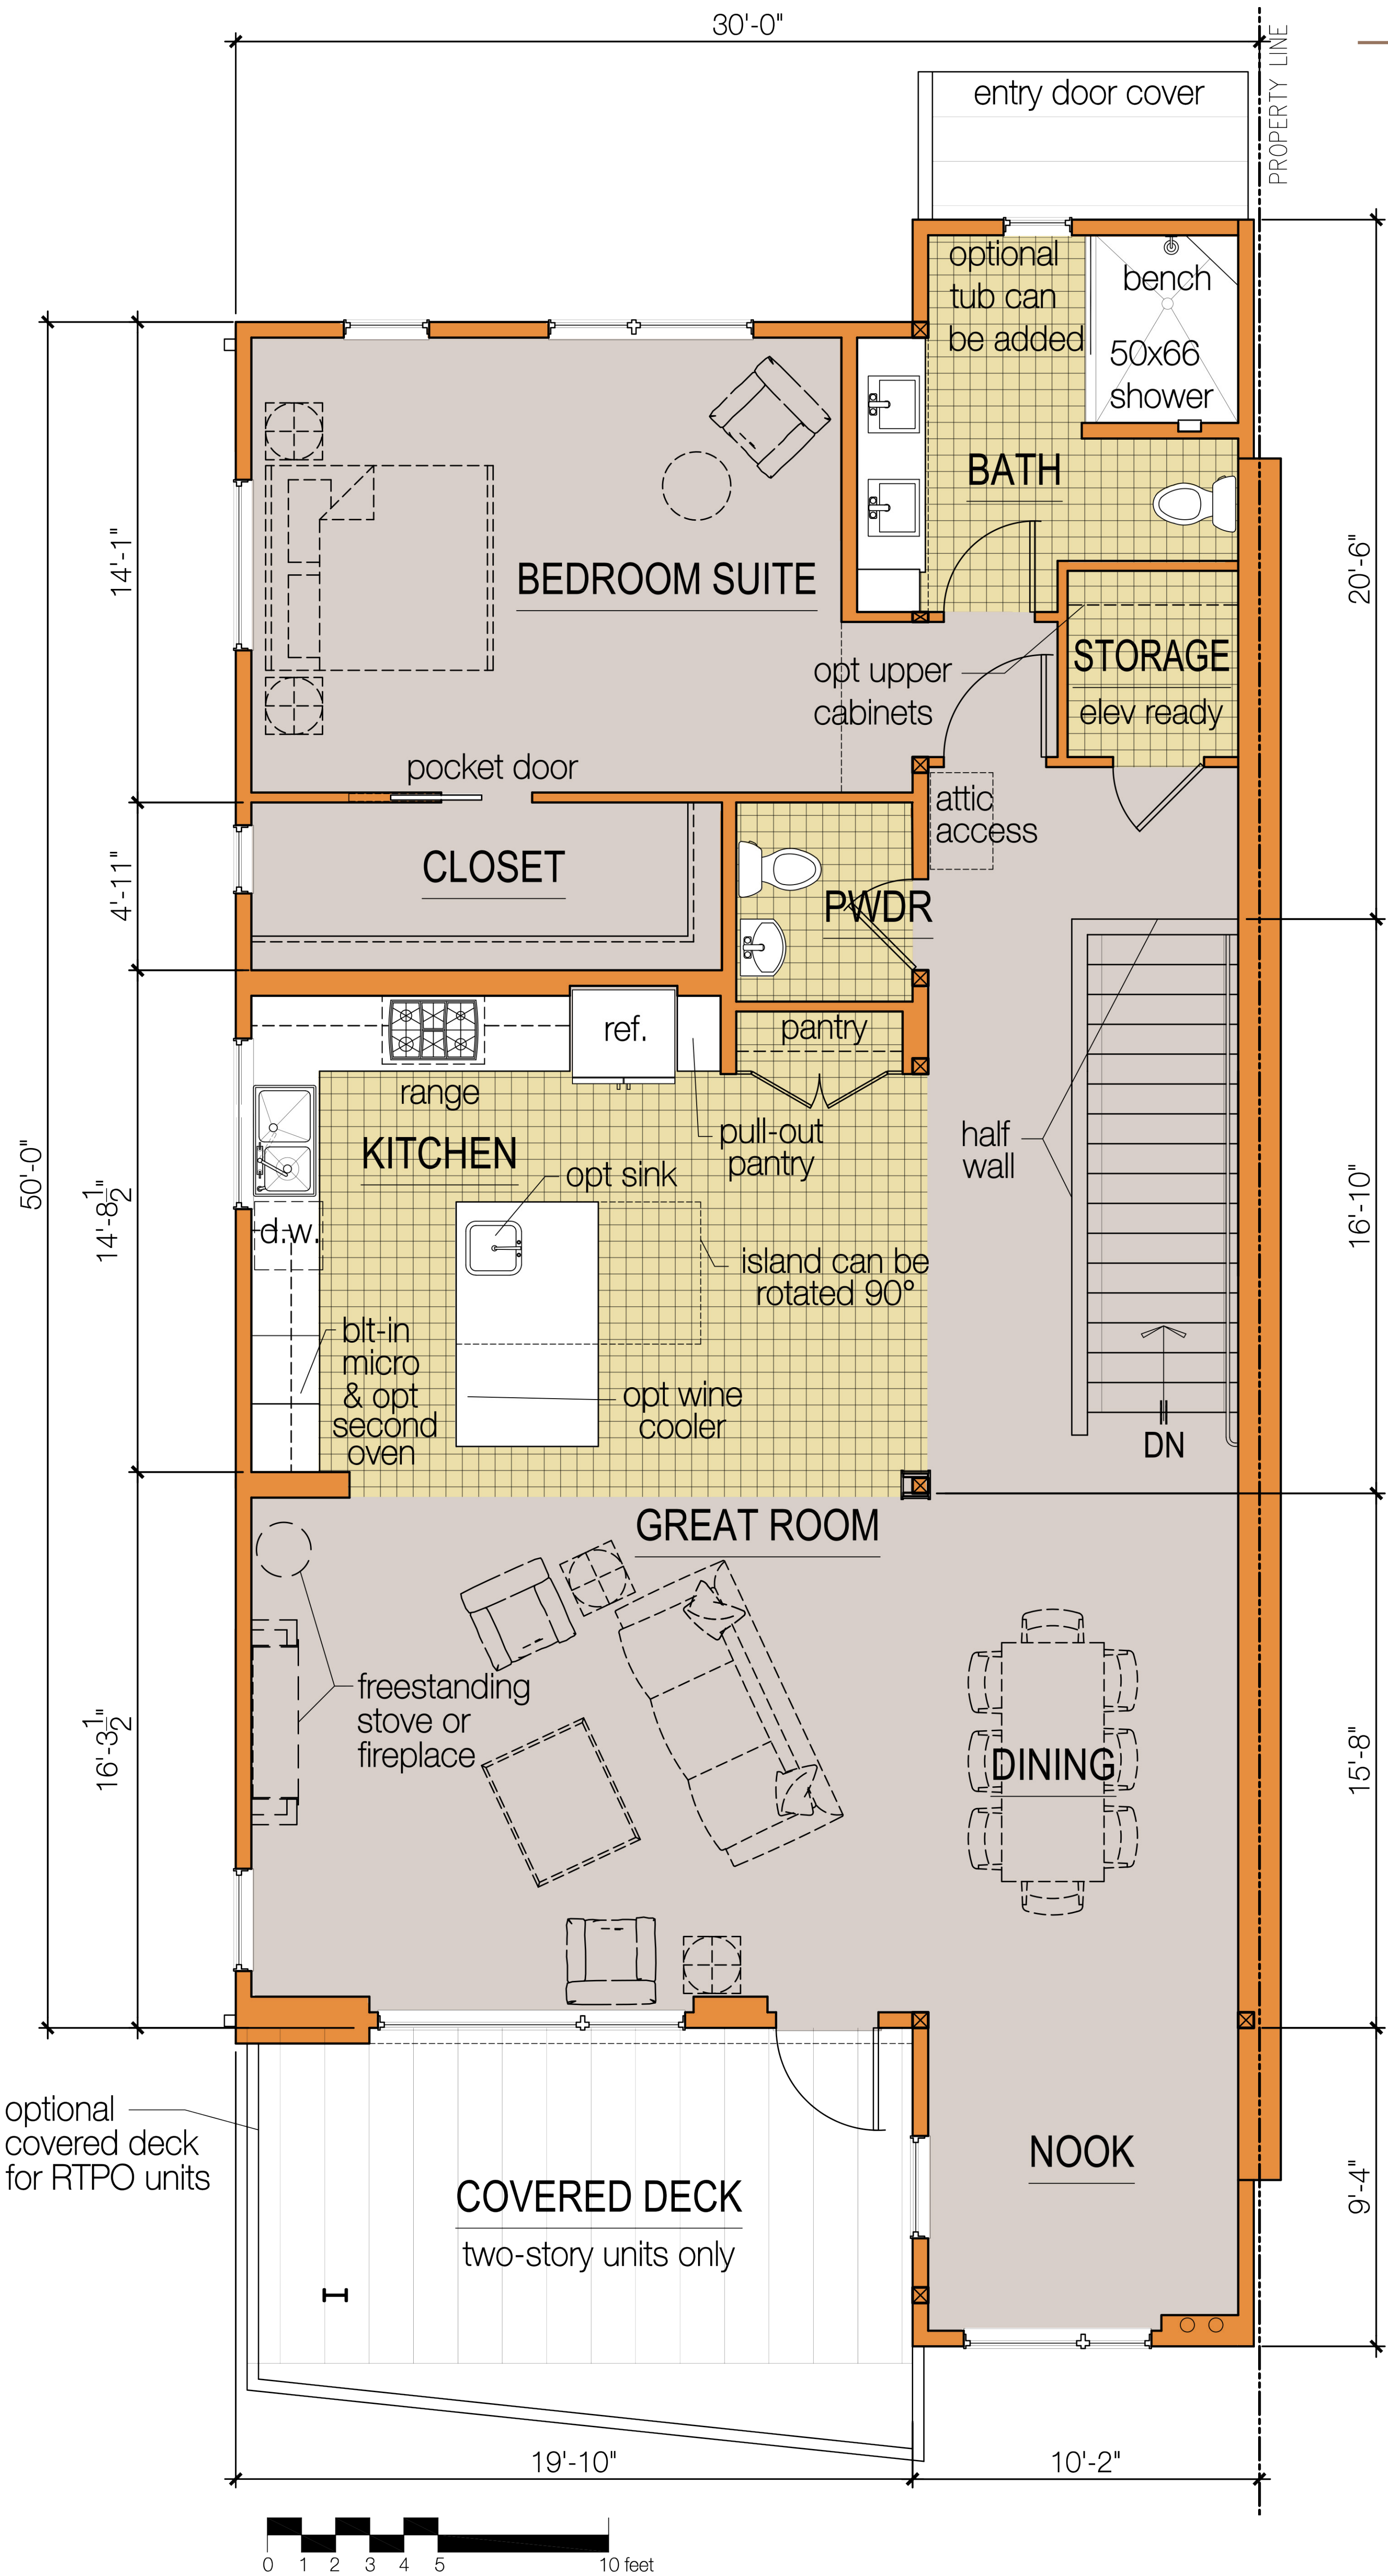 30'-0"
PROPERTY LINE
entry door cover
optional
tub can
be added
bench
50x66
shower
BATH
14'-1"
20'-6"
BEDROOM SUITE
opt upper
cabinets
STORAGE
elev ready
pocket door
attic
access
4'-11"
CLOSET
PWDR
ref.
pantry
range
KITCHEN
pull-out
pantry
half
wall
opt sink
50'-0"
14'-8 1/2"
16'-10"
d.w.
island can be
rotated 90°
blt-in
micro
& opt
second
oven
opt wine
cooler
DN
GREAT ROOM
freestanding
stove or
fireplace
16'-3 1/2"
DINING
15'-8"
optional
covered deck
for RTPO units
NOOK
COVERED DECK
two-story units only
9'-4"
19'-10"
10'-2"
0 1 2 3 4 5 10 feet